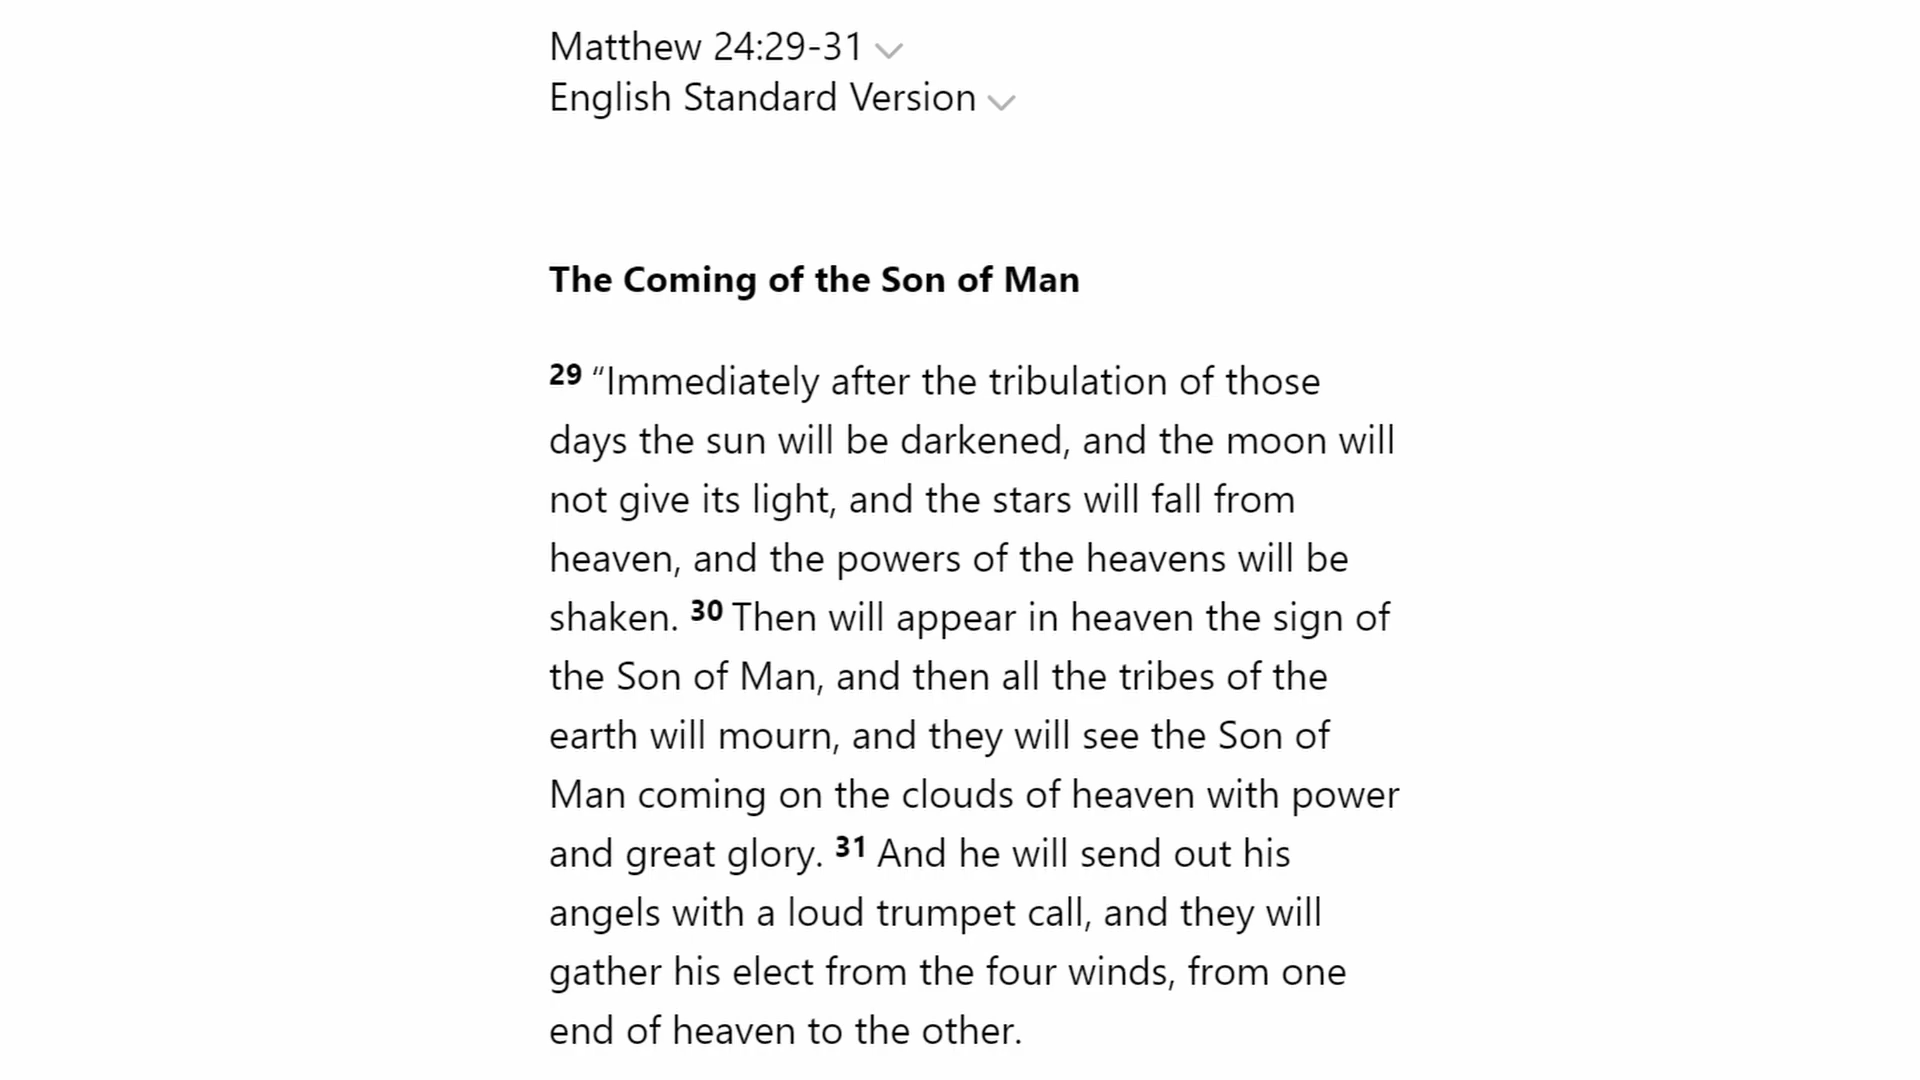 Matthew 24:29-31
English Standard Version
The Coming of the Son of Man
29 “Immediately after the tribulation of those
days the sun will be darkened, and the moon will
not give its light, and the stars will fall from
heaven, and the powers of the heavens will be
shaken. 30 Then will appear in heaven the sign of
the Son of Man, and then all the tribes of the
earth will mourn, and they will see the Son of
Man coming on the clouds of heaven with power
and great glory. 31 And he will send out his
angels with a loud trumpet call, and they will
gather his elect from the four winds, from one
end of heaven to the other.